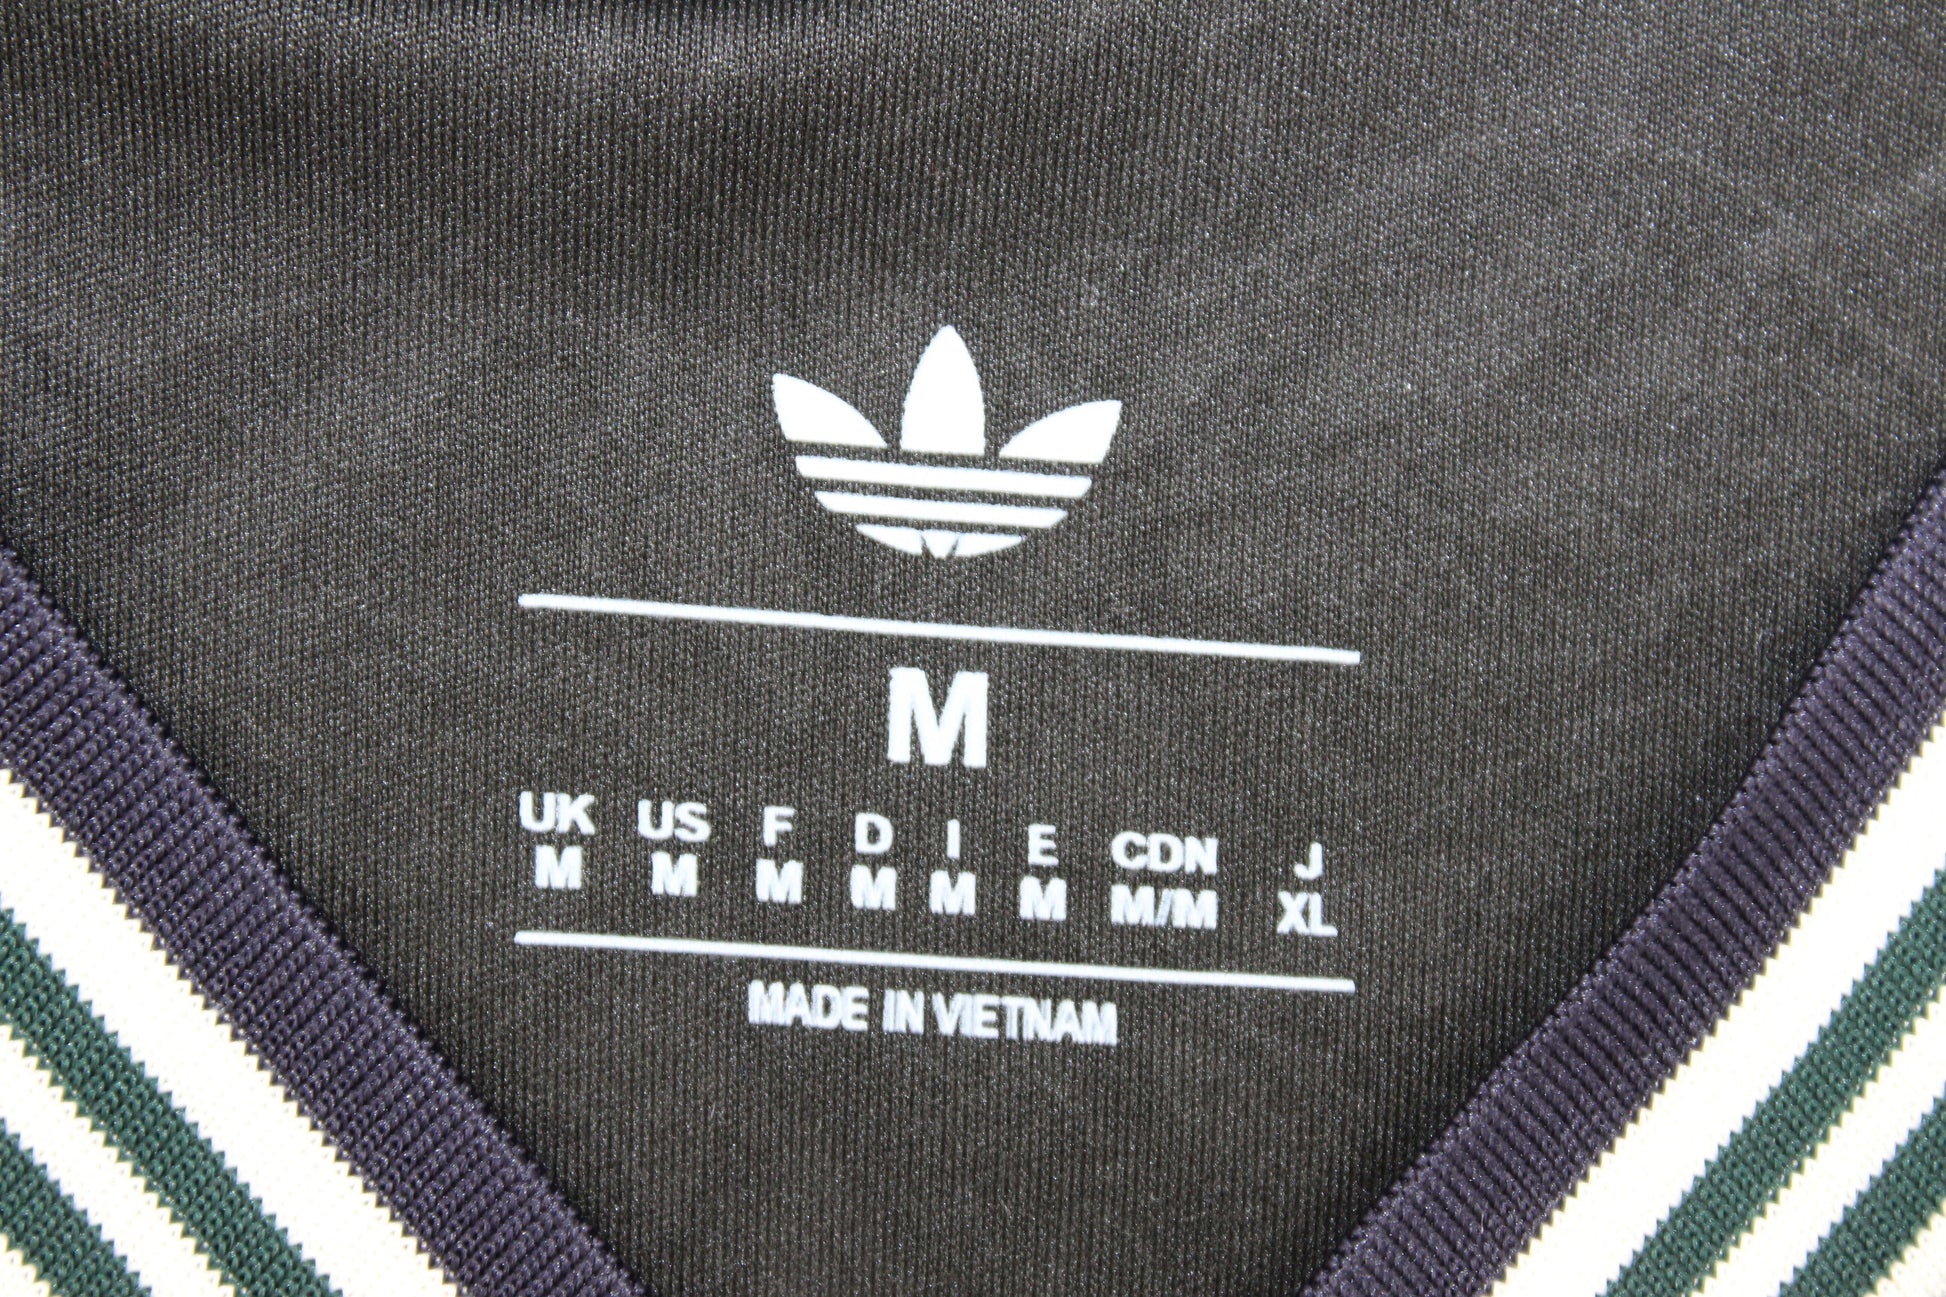 M
UK US F D I E CDN J
M M M M M M M/M XL
MADE IN VIETNAM